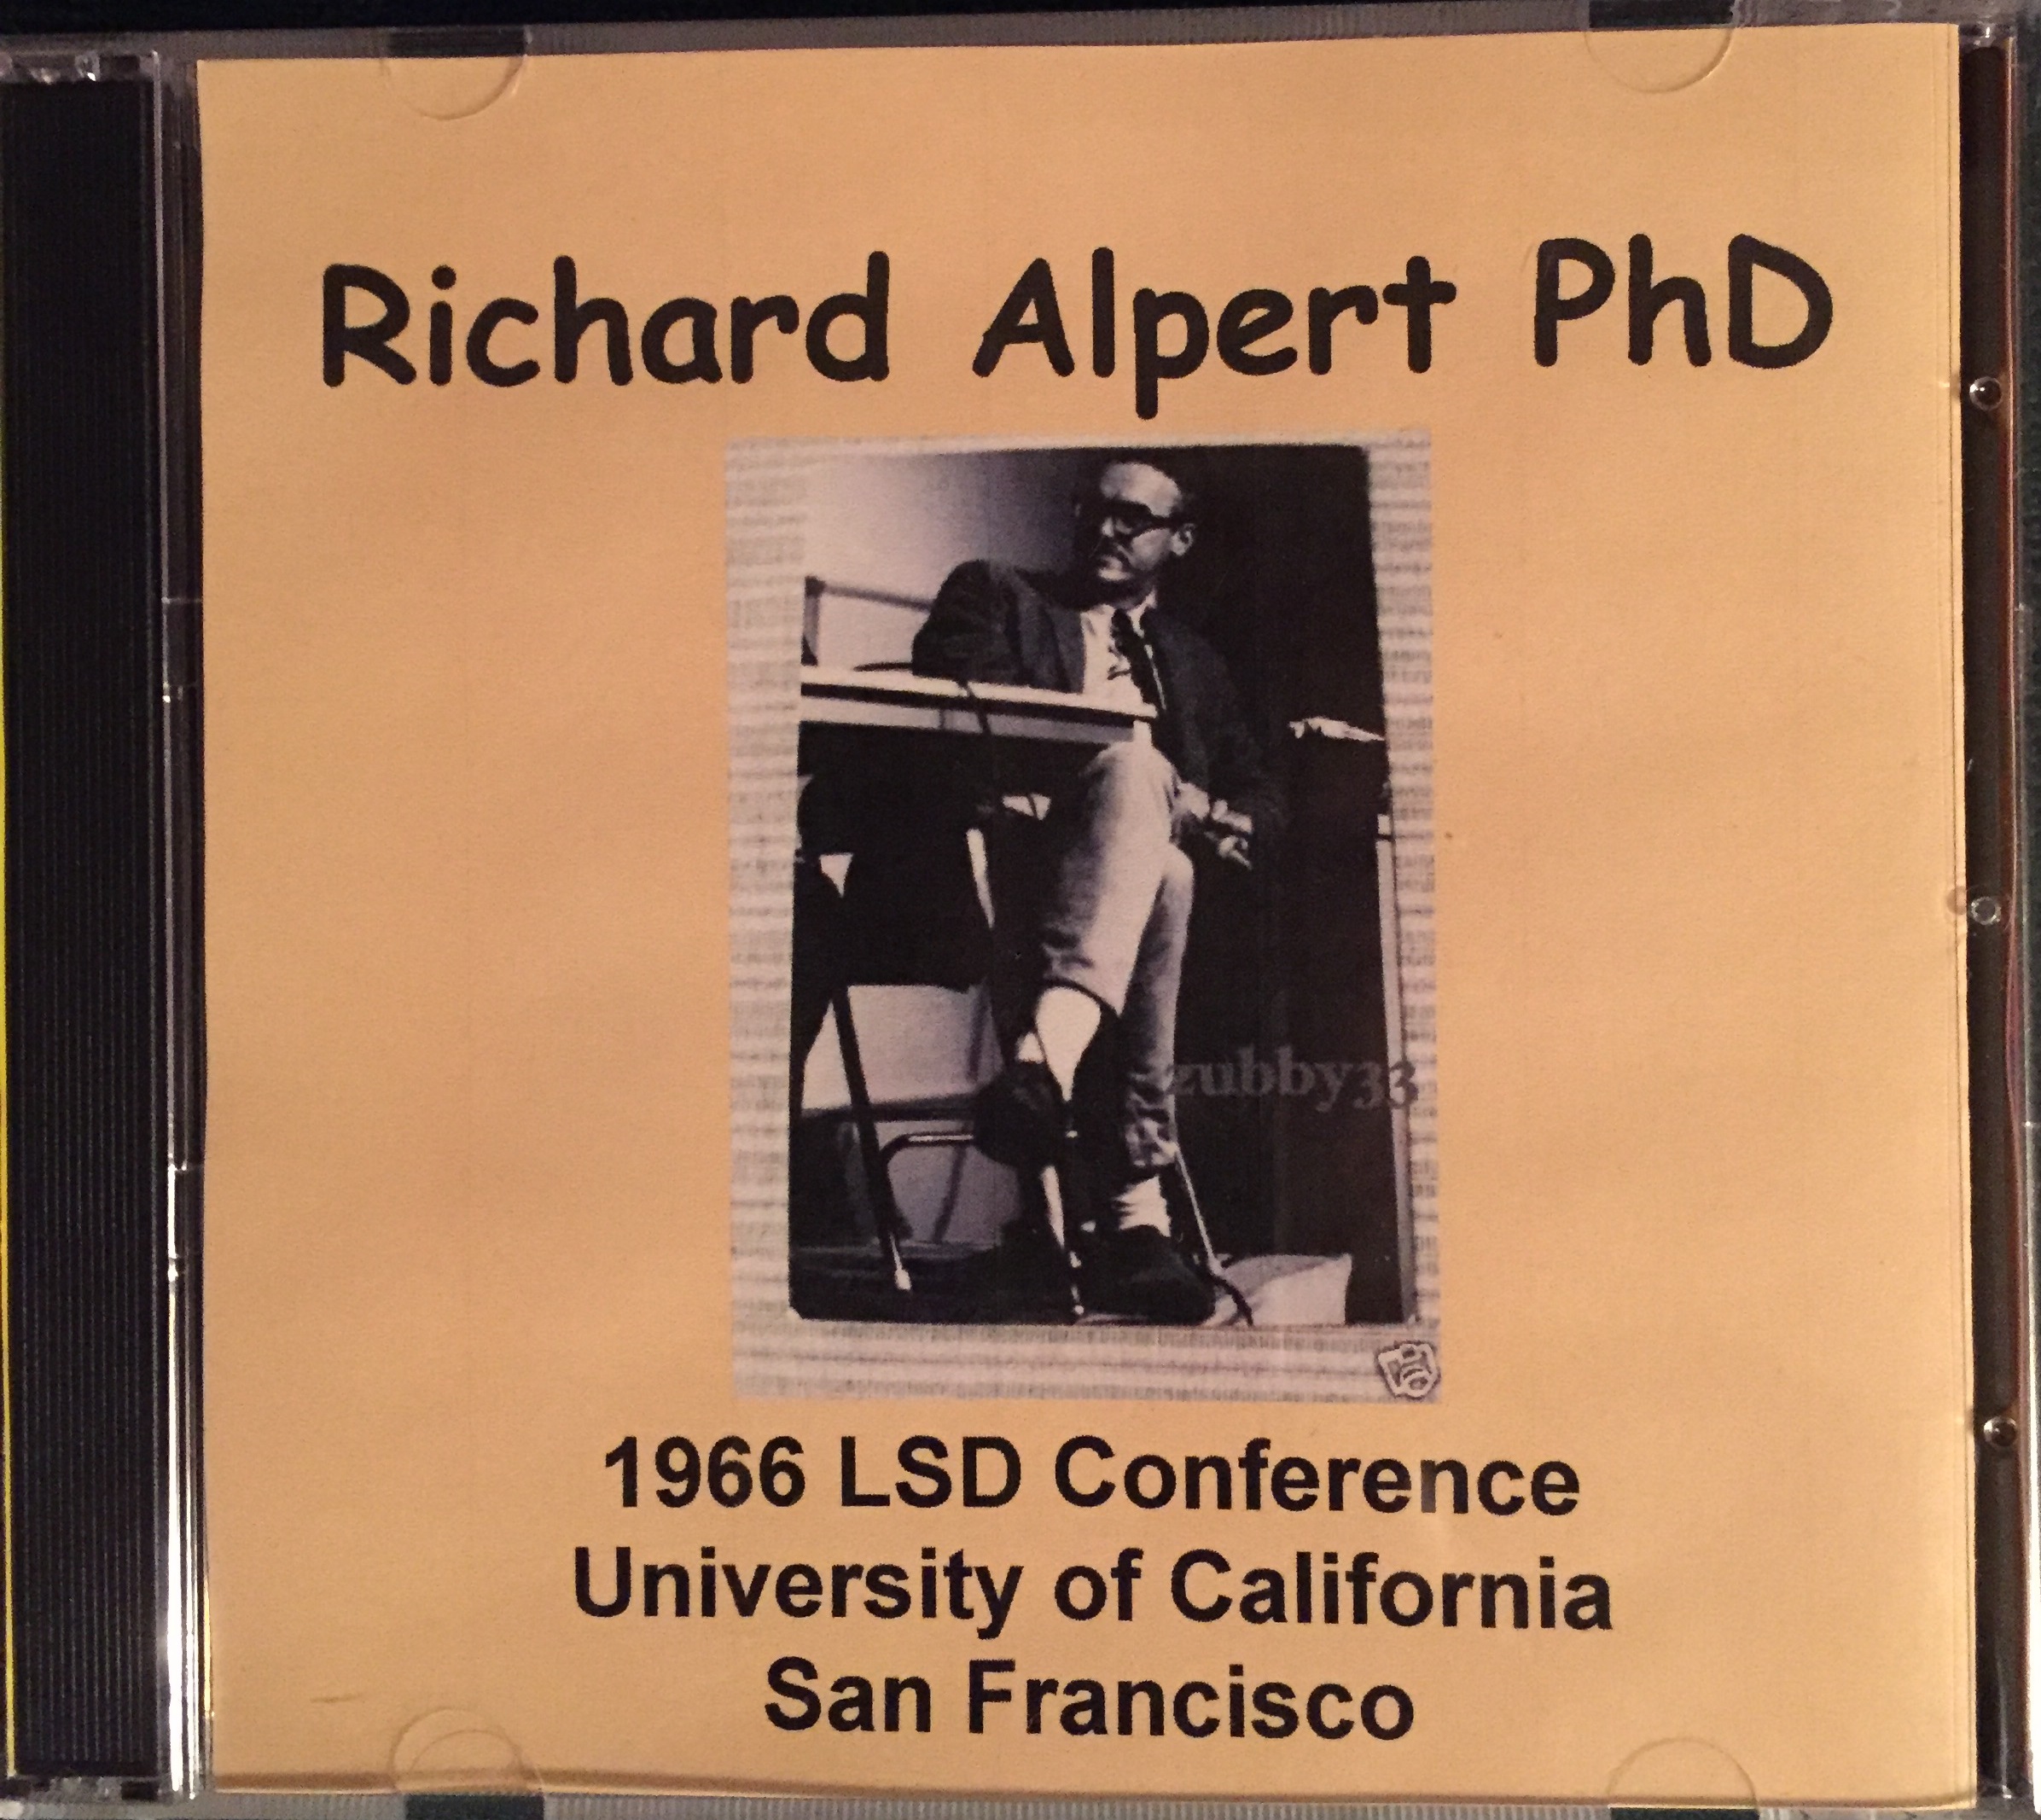 Richard Alpert PhD
zubby33
1966 LSD Conference
University of California
San Francisco